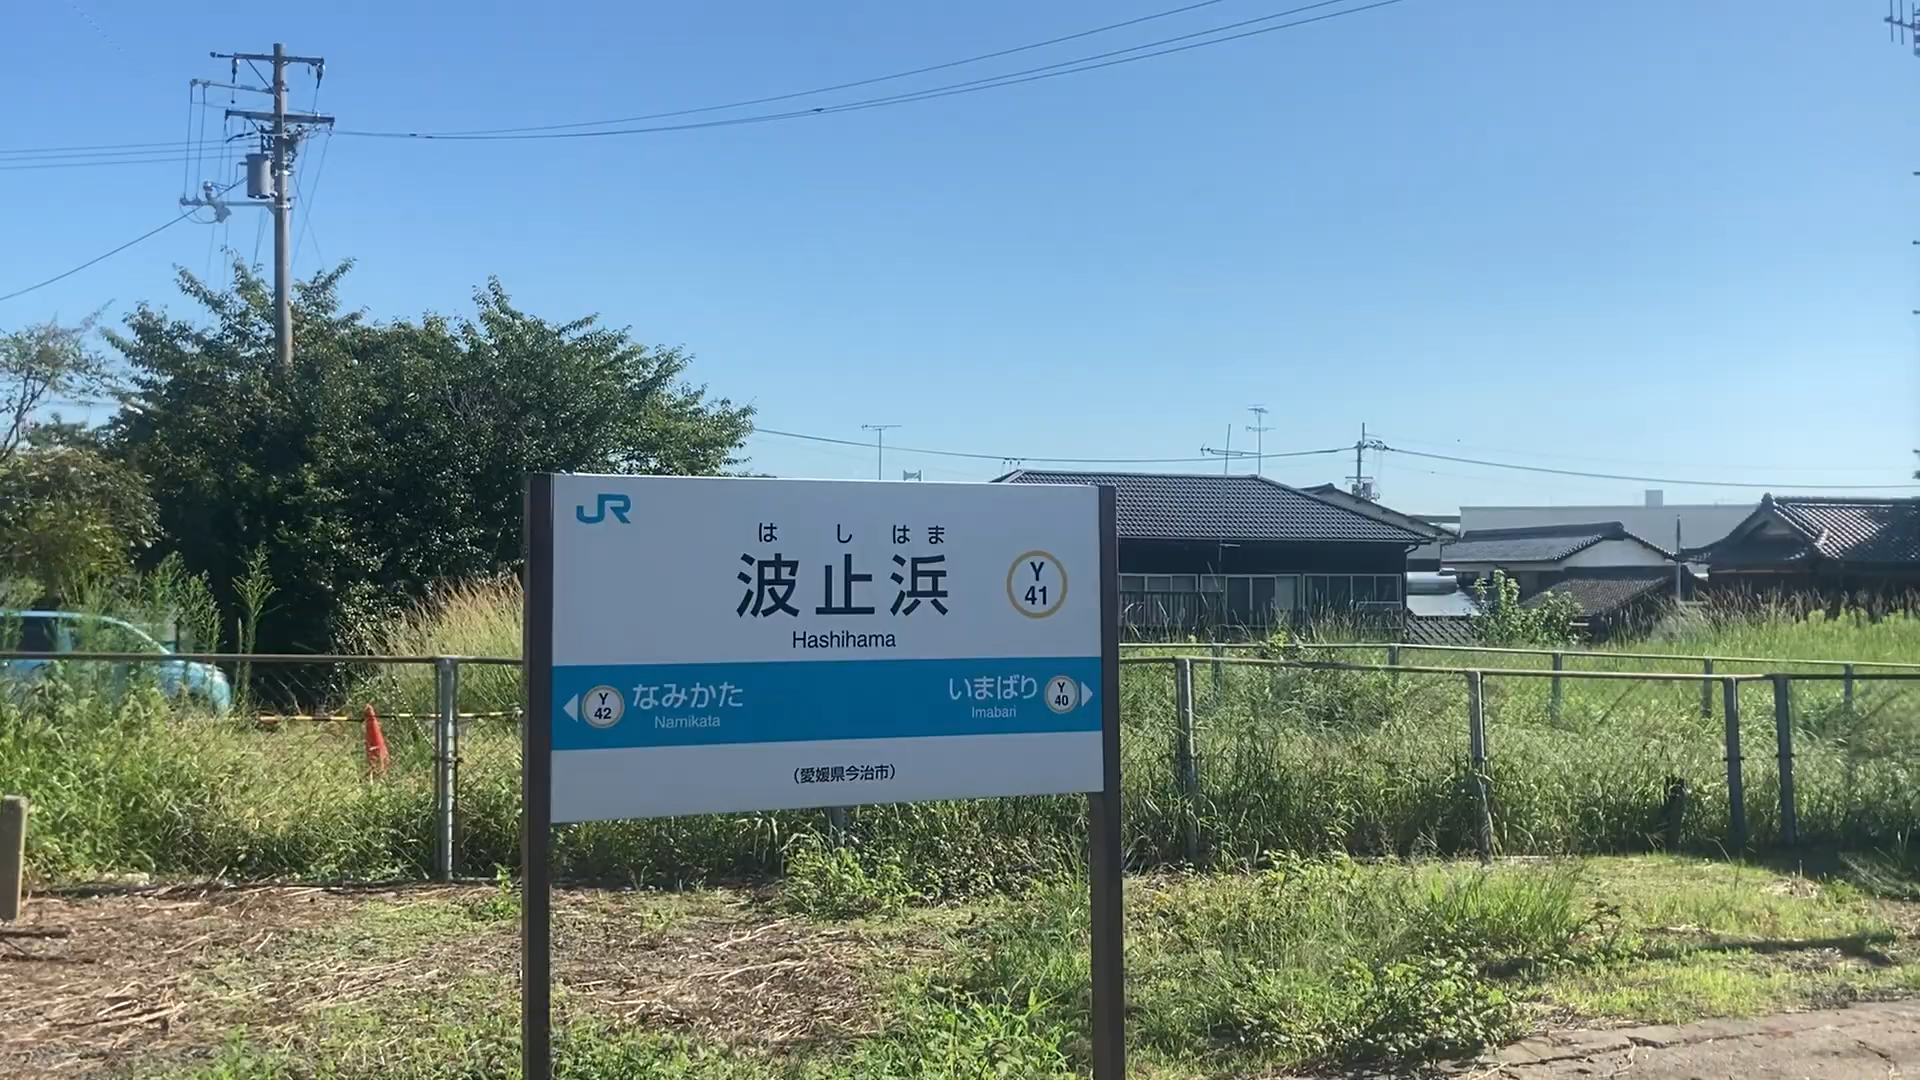 JR
はしはま
波止浜
Hashihama
Y
41
Y
42
なみかた
Namikata
いまばり
Imabari
Y
40
(愛媛県今治市)